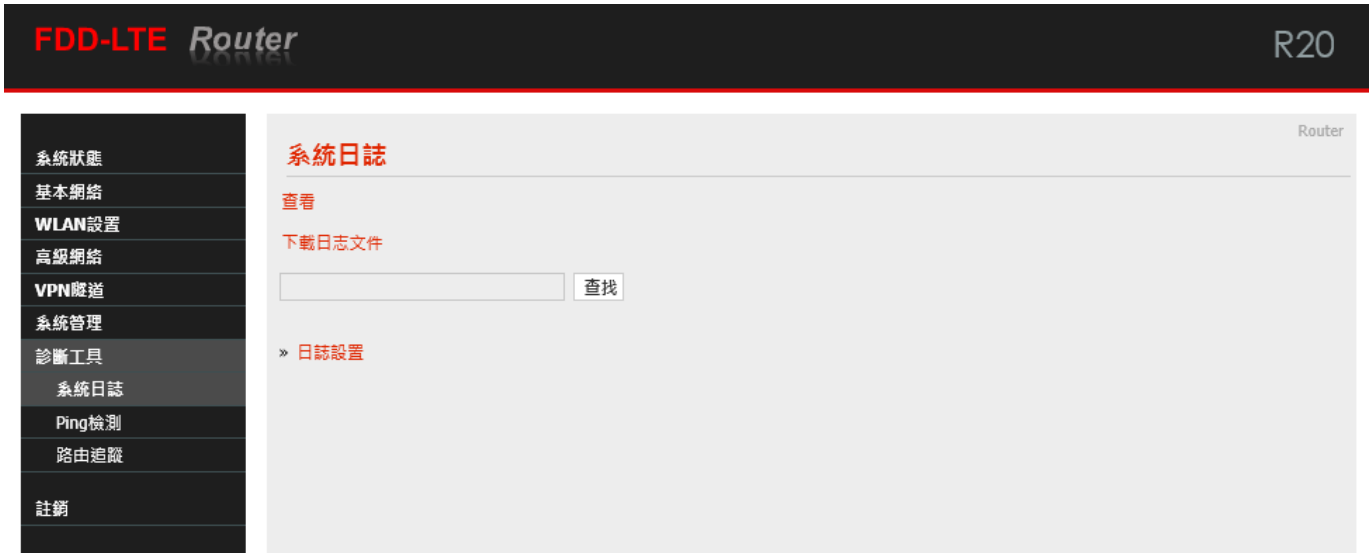 FDD-LTE Router
R20
系統狀態
基本網絡
WLAN設置
高級網絡
VPN隧道
系統管理
診斷工具
系統日誌
Ping檢測
路由追蹤
註銷
Router
系統日誌
查看
下載日志文件
查找
» 日誌設置